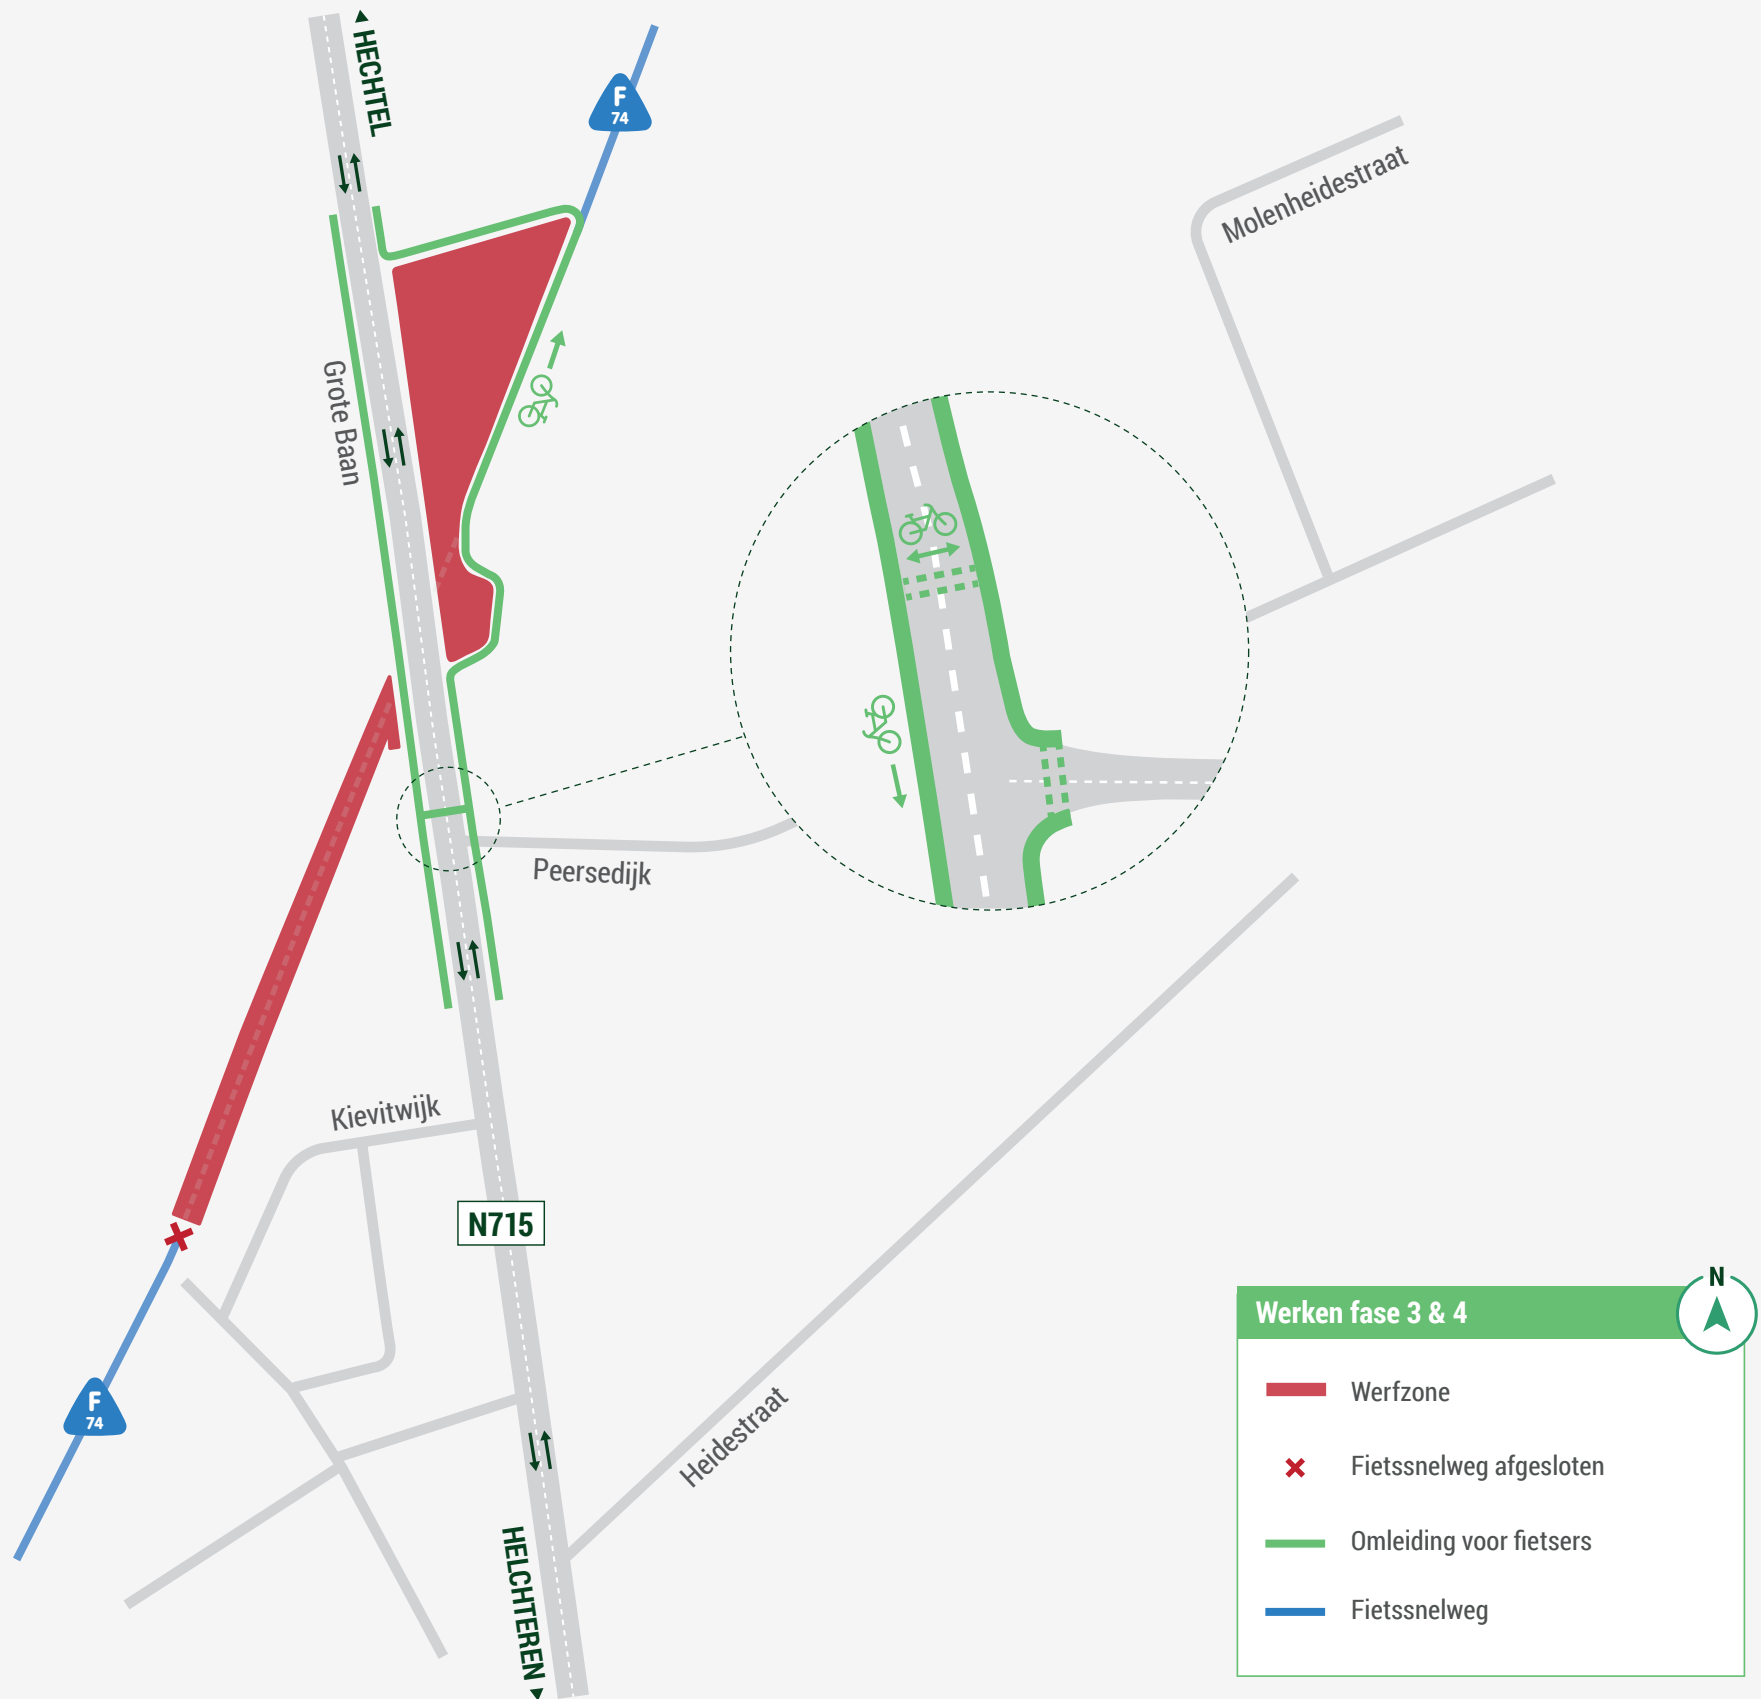 HECHTEL
F
74
Molenheidestraat
Grote Baan
Peersedijk
Kievitwijk
N715
F
74
Heidestraat
HELCHTEREN
N
Werken fase 3 & 4
Werfzone
Fietssnelweg afgesloten
Omleiding voor fietsers
Fietssnelweg